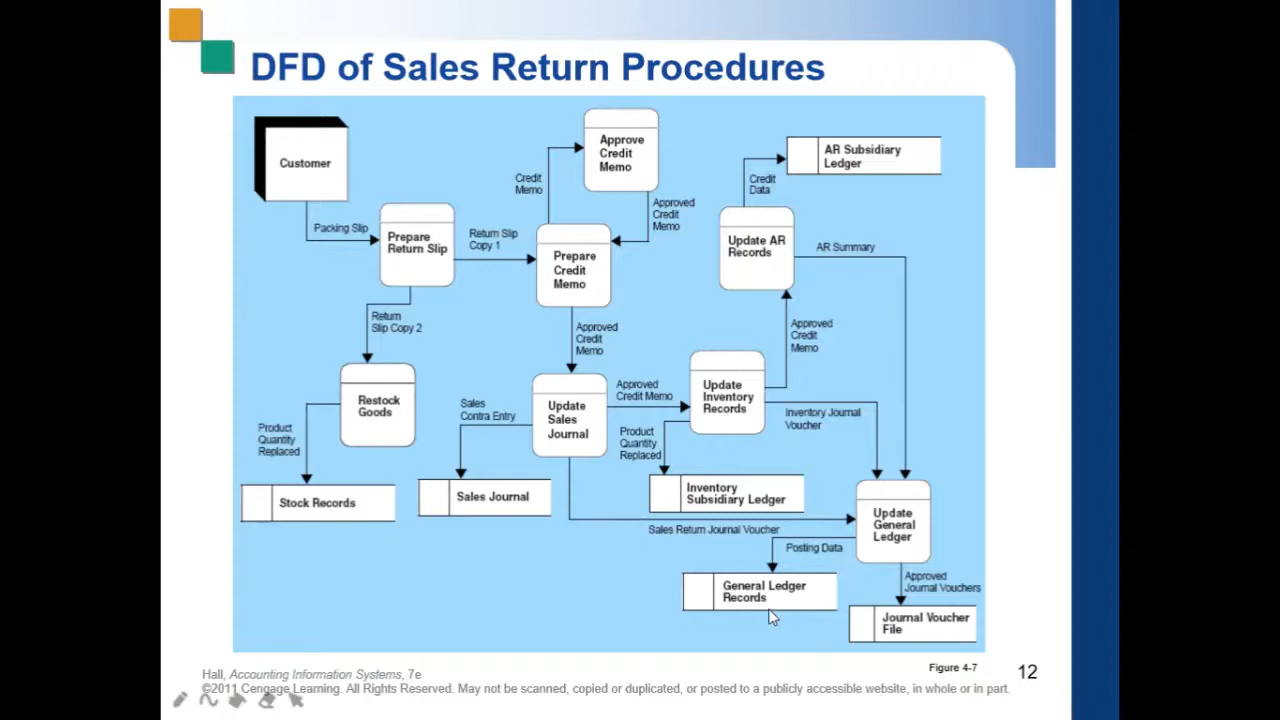 DFD of Sales Return Procedures
Customer
Packing Slip
Prepare
Return Slip
Return Slip
Copy 1
Return
Slip Copy 2
Restock
Goods
Product
Quantity
Replaced
Stock Records
Credit
Memo
Approve
Credit
Memo
Approved
Credit
Memo
Prepare
Credit
Memo
Approved
Credit
Memo
Update
Sales
Journal
Sales
Contra Entry
Sales Journal
Approved
Credit Memo
Update
Inventory
Records
Product
Quantity
Replaced
Inventory
Subsidiary Ledger
Approved
Credit
Memo
Update AR
Records
Credit
Data
AR Subsidiary
Ledger
AR Summary
Inventory Journal
Voucher
Sales Return Journal Voucher
Update
General
Ledger
Posting Data
General Ledger
Records
Approved
Journal Vouchers
Journal Voucher
File
Figure 4-7
12
Hall, Accounting Information Systems, 7e
©2011 Cengage Learning. All Rights Reserved. May not be scanned, copied or duplicated, or posted to a publicly accessible website, in whole or in part.